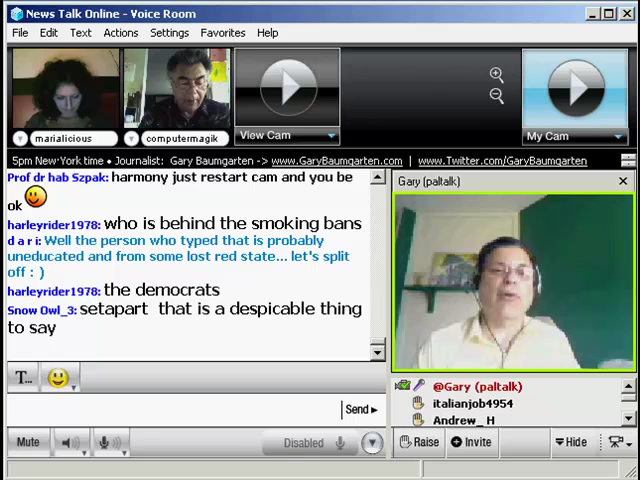 News Talk Online - Voice Room
File Edit Text Actions Settings Favorites Help
marialicious
computermagik
View Cam
My Cam
5pm New York time • Journalist: Gary Baumgarten -> www.GaryBaumgarten.com | www.Twitter.com/GaryBaumgarten
Prof dr hab Szpak: harmony just restart cam and you be
ok
harleyrider1978: who is behind the smoking bans
d a r i: Well the person who typed that is probably
uneducated and from some lost red state... let's split
off : )
harleyrider1978: the democrats
Snow Owl_3: setapart that is a despicable thing
to say
Gary (paltalk)
@Gary (paltalk)
italianjob4954
Andrew_ H
T...
Send
Mute
Disabled
Raise
Invite
Hide